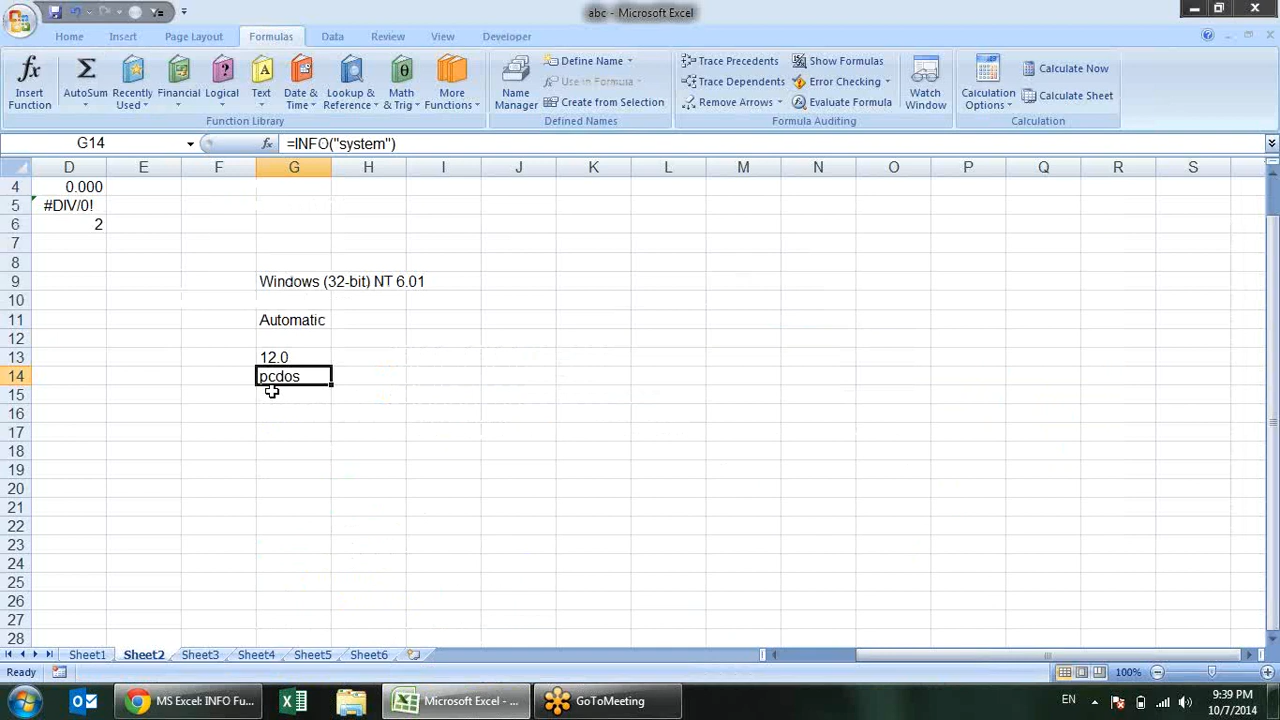 abc - Microsoft Excel
Home Insert Page Layout Formulas Data Review View Developer
Insert Function
AutoSum
Recently Used
Financial
Logical
Text
Date & Time
Lookup & Reference
Math & Trig
More Functions
Function Library
Name Manager
Define Name
Use in Formula
Create from Selection
Defined Names
Trace Precedents
Trace Dependents
Remove Arrows
Show Formulas
Error Checking
Evaluate Formula
Formula Auditing
Watch Window
Calculation Options
Calculate Now
Calculate Sheet
Calculation
G14 fx =INFO("system")
D E F G H I J K L M N O P Q R S
4 0.000
5 #DIV/0!
6 2
7
8
9 Windows (32-bit) NT 6.01
10
11 Automatic
12
13 12.0
14 pcdos
15
16
17
18
19
20
21
22
23
24
25
26
27
28
Sheet1 Sheet2 Sheet3 Sheet4 Sheet5 Sheet6
Ready 100%
MS Excel: INFO Fu... Microsoft Excel - ... GoToMeeting EN 9:39 PM
10/7/2014